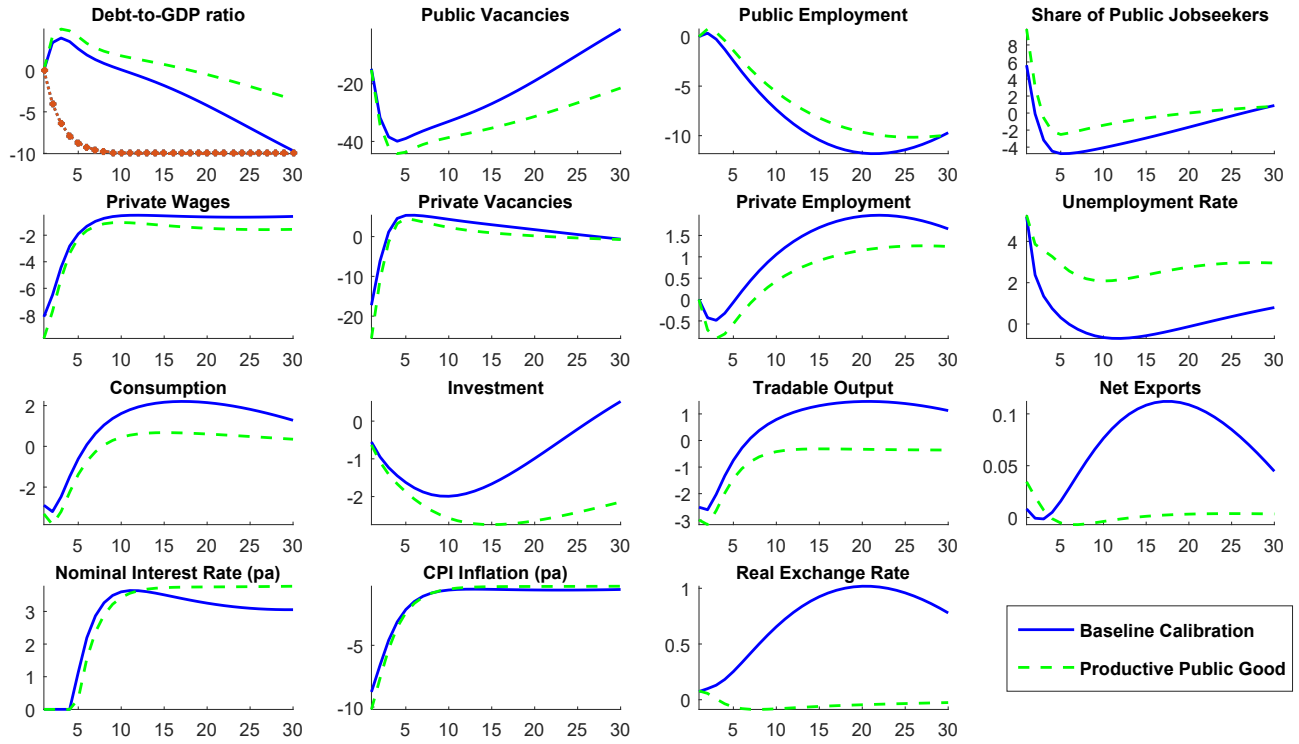 Debt-to-GDP ratio
0
-5
-10
5 10 15 20 25 30
Public Vacancies
-20
-40
5 10 15 20 25 30
Public Employment
0
-5
-10
5 10 15 20 25 30
Share of Public Jobseekers
8
6
4
2
0
-2
-4
5 10 15 20 25 30
Private Wages
-2
-4
-6
-8
5 10 15 20 25 30
Private Vacancies
0
-10
-20
5 10 15 20 25 30
Private Employment
1.5
1
0.5
0
-0.5
5 10 15 20 25 30
Unemployment Rate
4
2
0
5 10 15 20 25 30
Consumption
2
0
-2
5 10 15 20 25 30
Investment
0
-1
-2
5 10 15 20 25 30
Tradable Output
1
0
-1
-2
-3
5 10 15 20 25 30
Net Exports
0.1
0.05
0
5 10 15 20 25 30
Nominal Interest Rate (pa)
3
2
1
0
5 10 15 20 25 30
CPI Inflation (pa)
-5
-10
5 10 15 20 25 30
Real Exchange Rate
1
0.5
0
5 10 15 20 25 30
Baseline Calibration
Productive Public Good